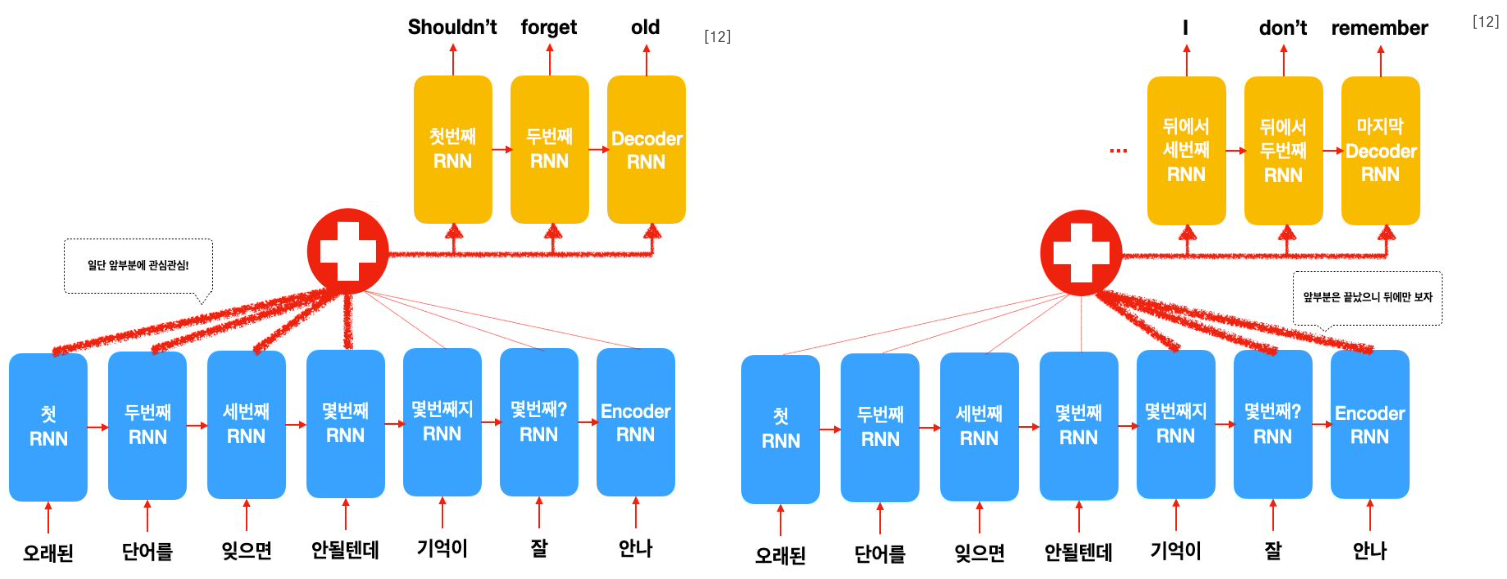 Shouldn't forget old
[12]
첫번째
RNN
두번째
RNN
Decoder
RNN
일단 앞부분에 관심관심!
첫
RNN
두번째
RNN
세번째
RNN
몇번째
RNN
몇번째지
RNN
몇번째?
RNN
Encoder
RNN
오래된 단어를 잊으면 안될텐데 기억이 잘 안나
I don't remember
[12]
...
뒤에서
세번째
RNN
뒤에서
두번째
RNN
마지막
Decoder
RNN
앞부분은 끝났으니 뒤에만 보자
첫
RNN
두번째
RNN
세번째
RNN
몇번째
RNN
몇번째지
RNN
몇번째?
RNN
Encoder
RNN
오래된 단어를 잊으면 안될텐데 기억이 잘 안나